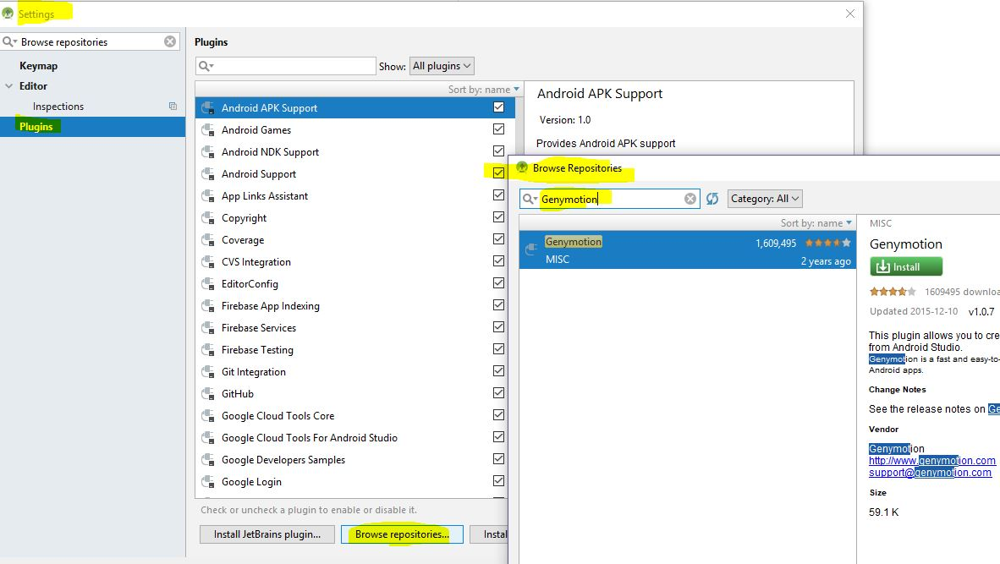 Settings
Browse repositories
Keymap
Editor
Inspections
Plugins
Plugins
Show: All plugins
Sort by: name
Android APK Support
Android Games
Android NDK Support
Android Support
App Links Assistant
Copyright
Coverage
CVS Integration
EditorConfig
Firebase App Indexing
Firebase Services
Firebase Testing
Git Integration
GitHub
Google Cloud Tools Core
Google Cloud Tools For Android Studio
Google Developers Samples
Google Login
Check or uncheck a plugin to enable or disable it.
Install JetBrains plugin...
Browse repositories...
Instal
Android APK Support
Version: 1.0
Provides Android APK support
Browse Repositories
Genymotion
Category: All
Sort by: name
Genymotion 1,609,495
MISC 2 years ago
MISC
Genymotion
Install
1609495 downloa
Updated 2015-12-10 v1.0.7
This plugin allows you to cre
from Android Studio.
Genymotion is a fast and easy-to-
Android apps.
Change Notes
See the release notes on Ge
Vendor
Genymotion
http://www.genymotion.com
support@genymotion.com
Size
59.1 K